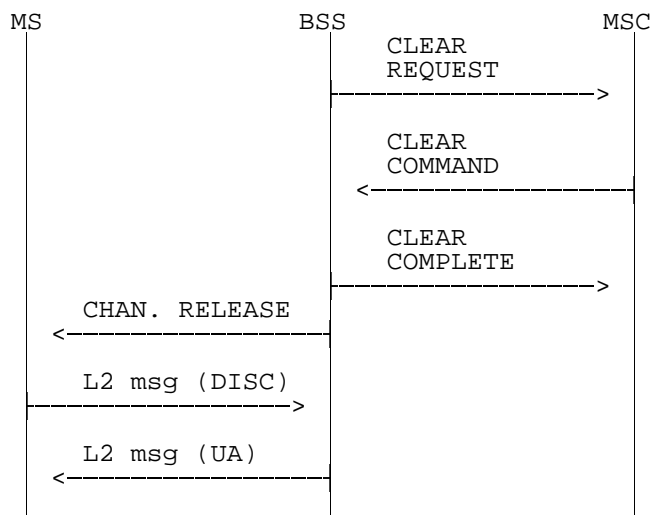 MS BSS MSC
CLEAR
REQUEST
CLEAR
COMMAND
CLEAR
COMPLETE
CHAN. RELEASE
L2 msg (DISC)
L2 msg (UA)